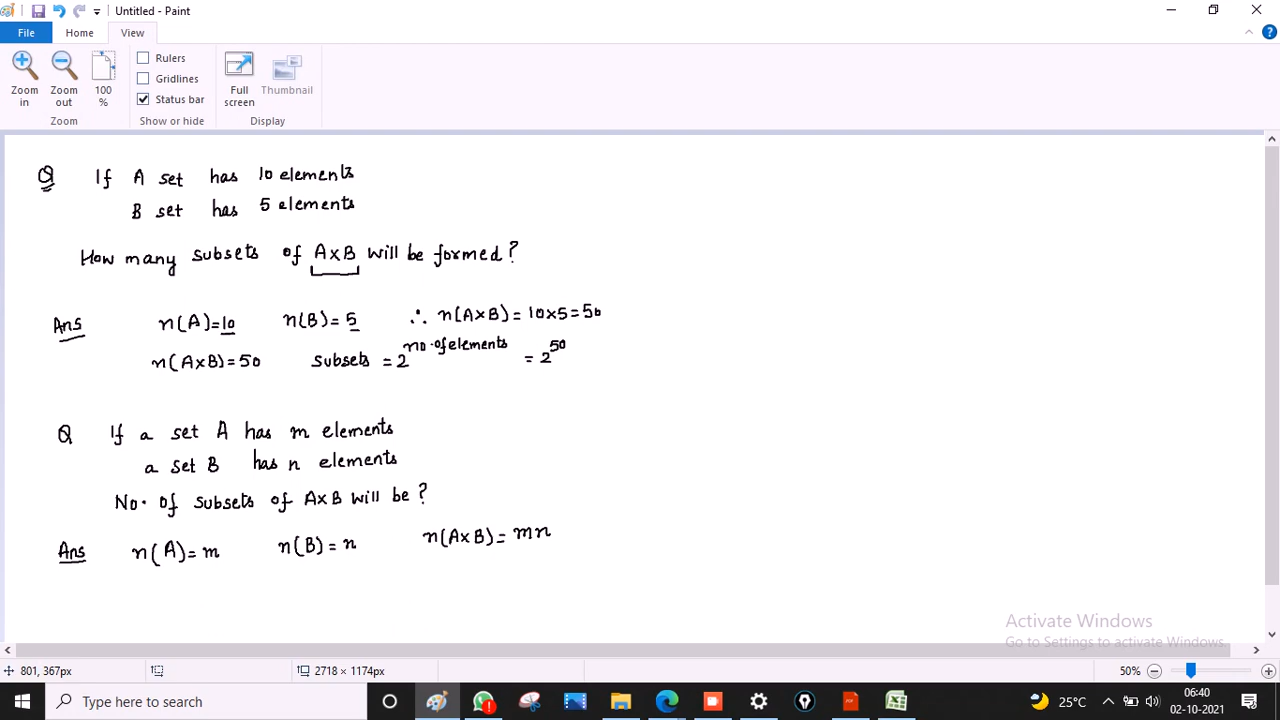 Untitled - Paint
File Home View
Rulers
Gridlines
Status bar
Zoom in
Zoom out
100 %
Full screen
Thumbnail
Zoom
Show or hide
Display
Q If A set has 10 elements
B set has 5 elements
How many subsets of A×B will be formed?
Ans n(A)=10 n(B)=5 ∴ n(A×B)=10×5=50
n(A×B)=50 subsets = 2^no. of elements = 2^50
Q If a set A has m elements
a set B has n elements
No. of subsets of A×B will be?
Ans n(A)=m n(B)=n n(A×B)=mn
Activate Windows
Go to Settings to activate Windows.
801, 367px 2718 × 1174px 50%
Type here to search 25°C 06:40
02-10-2021